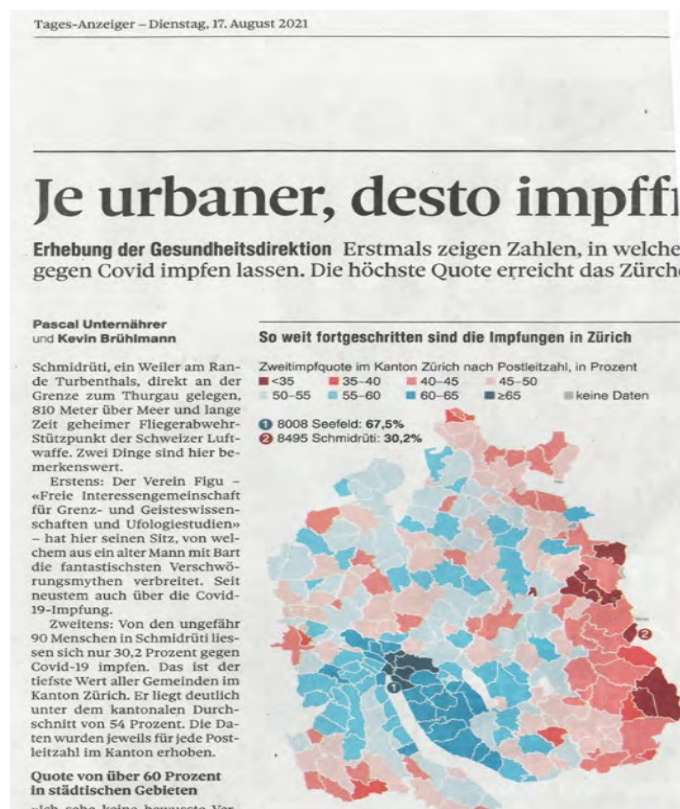 Tages-Anzeiger – Dienstag, 17. August 2021
Je urbaner, desto
Erhebung der Gesundheitsdirektion Erstmals zeigen Zahlen, in
gegen Covid impfen lassen. Die höchste Quote erreicht das
Pascal Unternährer
und Kevin Brühlmann
Schmidrüti, ein Weiler am Ran-
de Turbenthals, direkt an der
Grenze zum Thurgau gelegen,
810 Meter über Meer und lange
Zeit geheimer Fliegerabwehr-
Stützpunkt der Schweizer Luft-
waffe. Zwei Dinge sind hier be-
merkenswert.
Erstens: Der Verein Figu –
«Freie Interessengemeinschaft
für Grenz- und Geisteswissen-
schaften und Ufologiestudien»
– hat hier seinen Sitz, von wel-
chem aus ein alter Mann mit Bart
die fantastischsten Verschwö-
rungsmythen verbreitet. Seit
neustem auch über die Covid-
19-Impfung.
Zweitens: Von den ungefähr
90 Menschen in Schmidrüti lies-
sen sich nur 30,2 Prozent gegen
Covid-19 impfen. Das ist der
tiefste Wert aller Gemeinden im
Kanton Zürich. Er liegt deutlich
unter dem kantonalen Durch-
schnitt von 54 Prozent. Die Da-
ten wurden jeweils für jede Post-
leitzahl im Kanton erhoben.
Quote von über 60 Prozent
in städtischen Gebieten
So weit fortgeschritten sind die Impfungen in Zürich
Zweitimpfquote im Kanton Zürich nach Postleitzahl, in Prozent
<35 35–40 40–45 45–50
50–55 55–60 60–65 ≥65 keine Daten
1 8008 Seefeld: 67,5%
2 8495 Schmidrüti: 30,2%
2
1